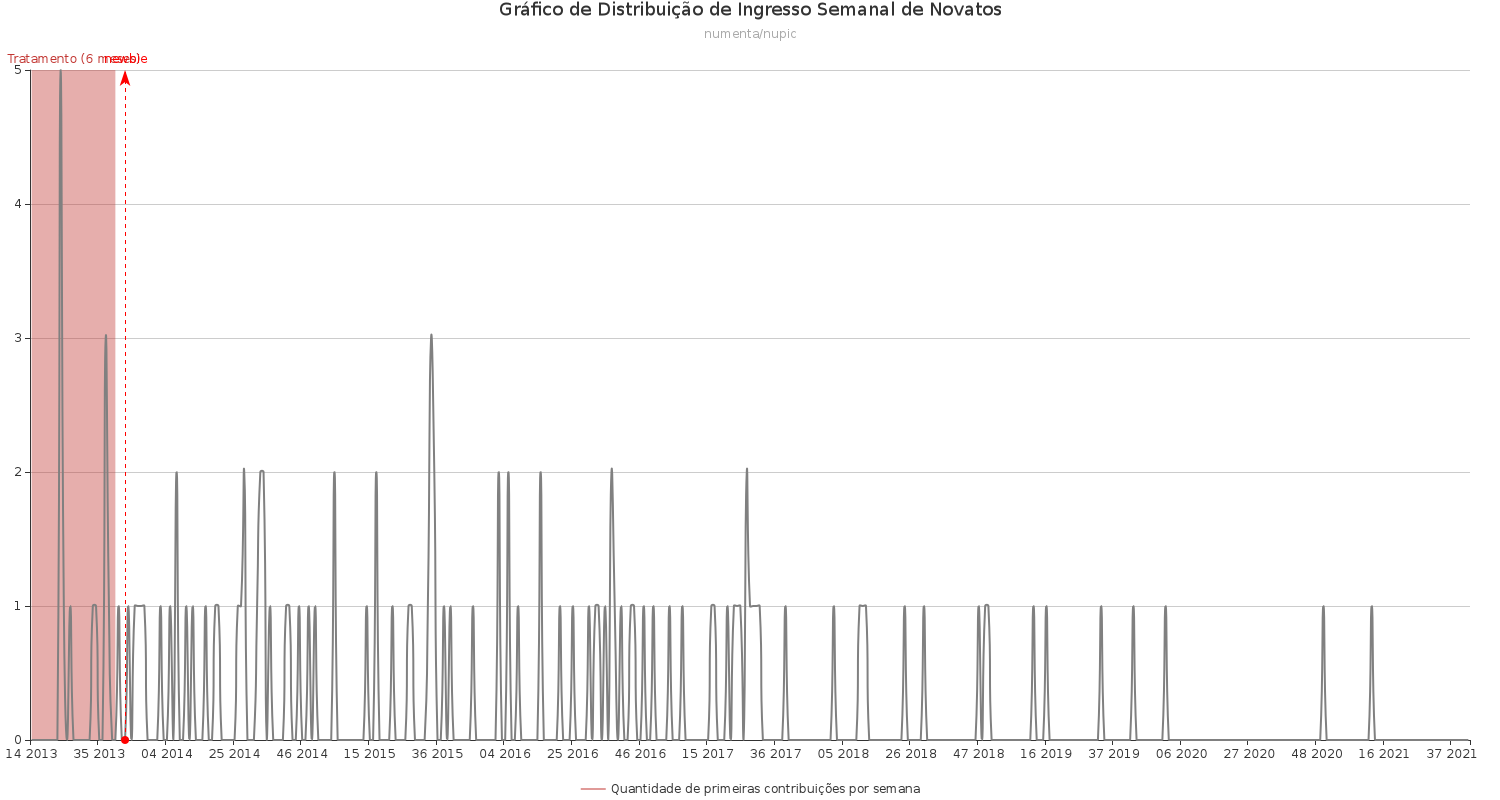 Gráfico de Distribuição de Ingresso Semanal de Novatos
numenta/nupic
Tratamento (6 meses)
5
4
3
2
1
0
14 2013 35 2013 04 2014 25 2014 46 2014 15 2015 36 2015 04 2016 25 2016 46 2016 15 2017 36 2017 05 2018 26 2018 47 2018 16 2019 37 2019 06 2020 27 2020 48 2020 16 2021 37 2021
Quantidade de primeiras contribuições por semana